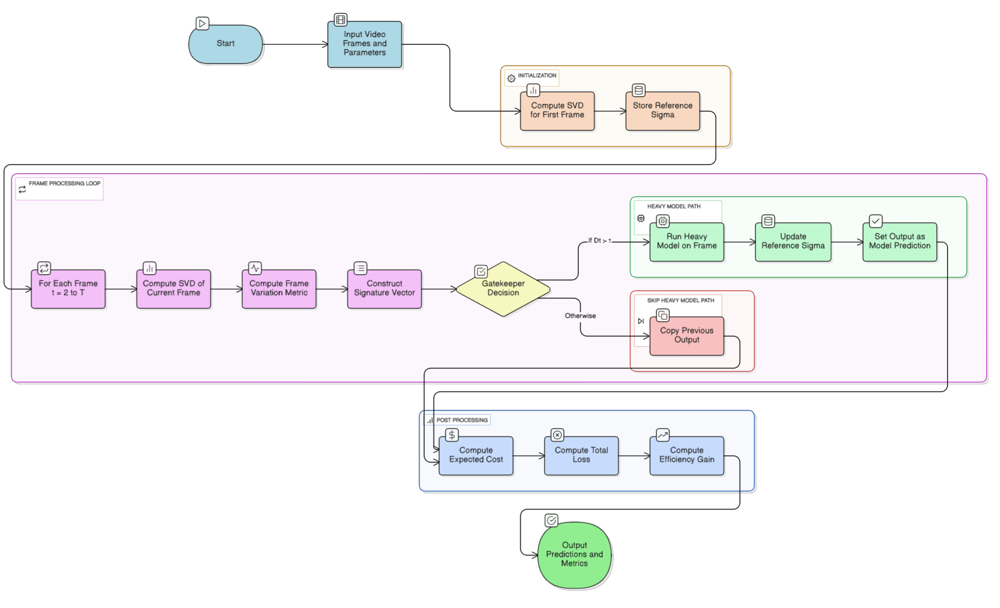 Start
Input Video
Frames and
Parameters
INITIALIZATION
Compute SVD
for First Frame
Store Reference
Sigma
FRAME PROCESSING LOOP
For Each Frame
t = 2 to T
Compute SVD of
Current Frame
Compute Frame
Variation Metric
Construct
Signature Vector
Gatekeeper
Decision
If Dt > τ
Otherwise
HEAVY MODEL PATH
Run Heavy
Model on Frame
Update
Reference Sigma
Set Output as
Model Prediction
SKIP HEAVY MODEL PATH
Copy Previous
Output
POST PROCESSING
Compute
Expected Cost
Compute Total
Loss
Compute
Efficiency Gain
Output
Predictions and
Metrics